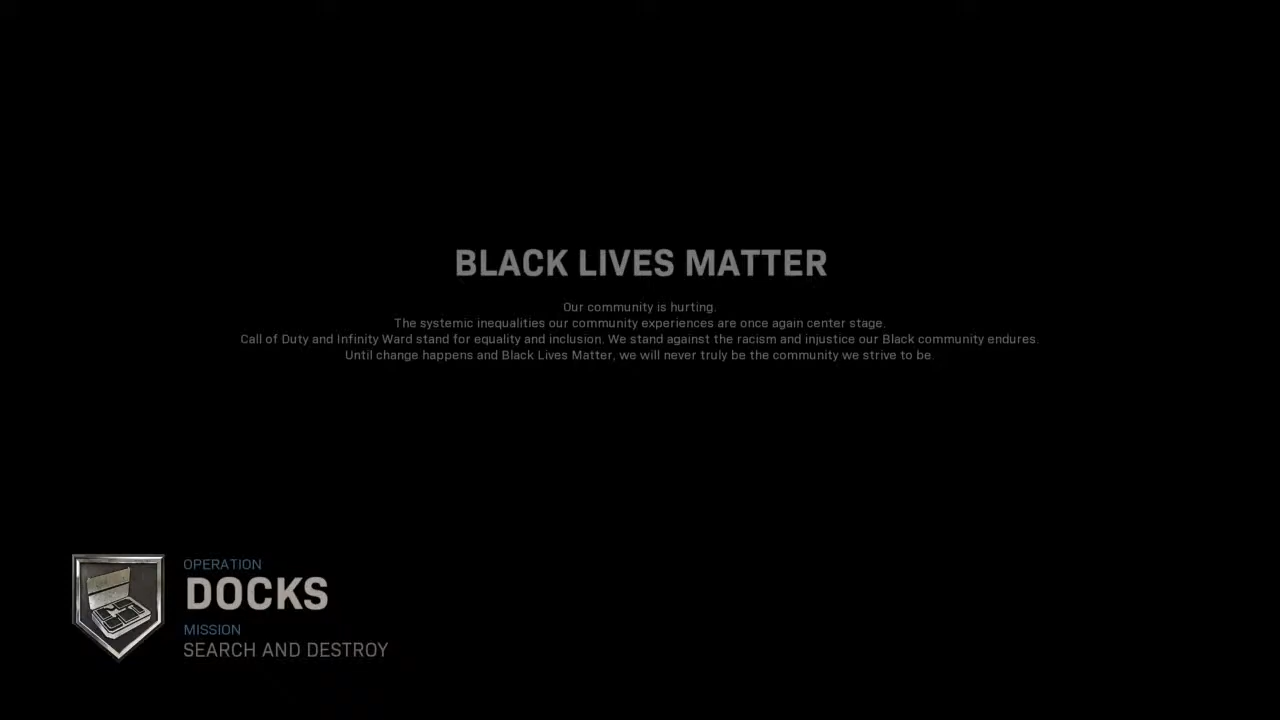 BLACK LIVES MATTER
Our community is hurting.
The systemic inequalities our community experiences are once again center stage.
Call of Duty and Infinity Ward stand for equality and inclusion. We stand against the racism and injustice our Black community endures.
Until change happens and Black Lives Matter, we will never truly be the community we strive to be.
OPERATION
DOCKS
MISSION
SEARCH AND DESTROY